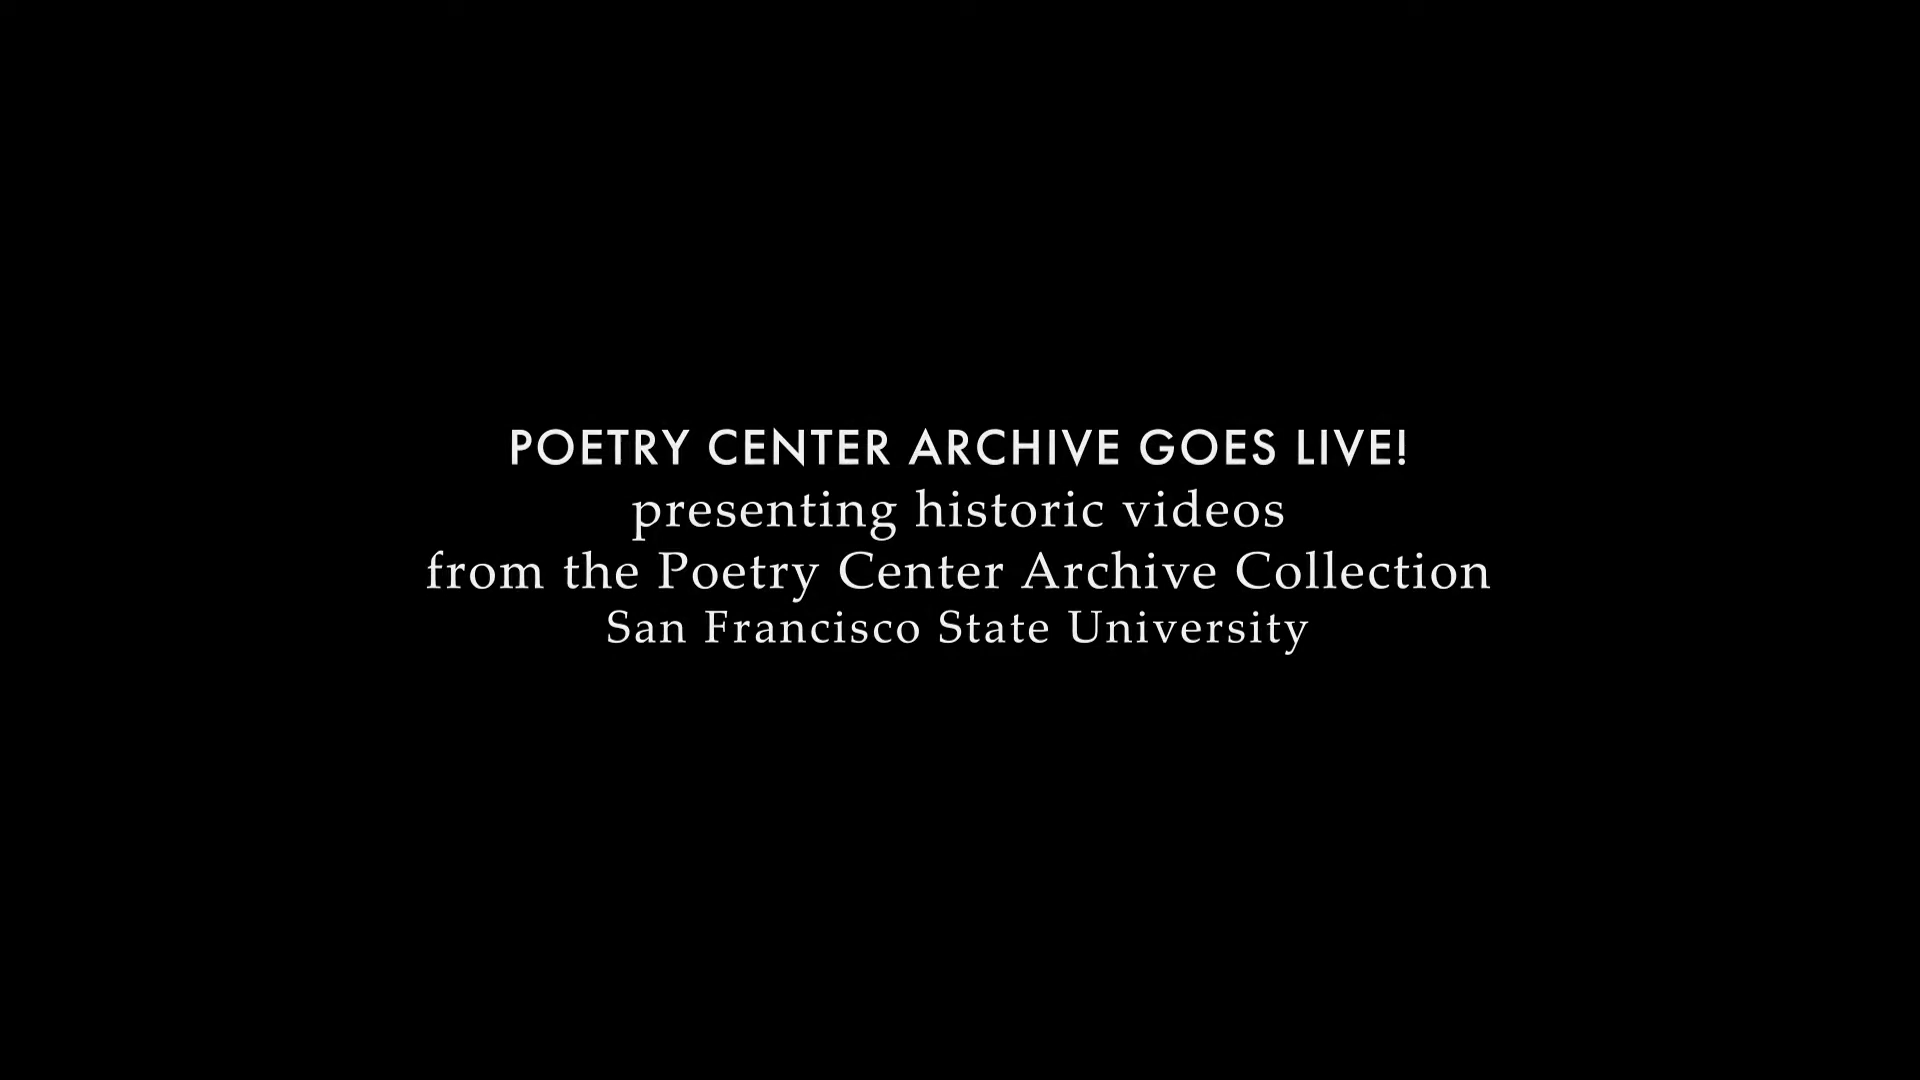 POETRY CENTER ARCHIVE GOES LIVE!
presenting historic videos
from the Poetry Center Archive Collection
San Francisco State University